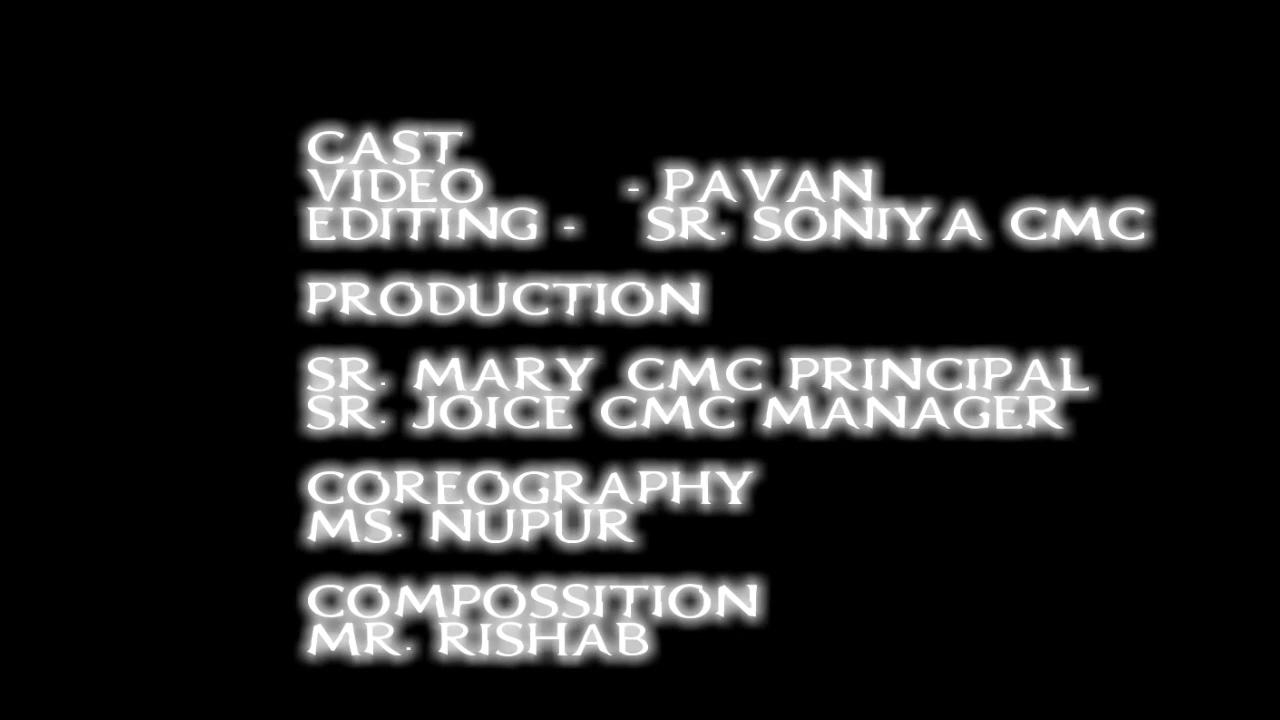 CAST
VIDEO - PAVAN
EDITING - SR. SONIYA CMC
PRODUCTION
SR. MARY CMC PRINCIPAL
SR. JOICE CMC MANAGER
COREOGRAPHY
MS. NUPUR
COMPOSSITION
MR. RISHAB